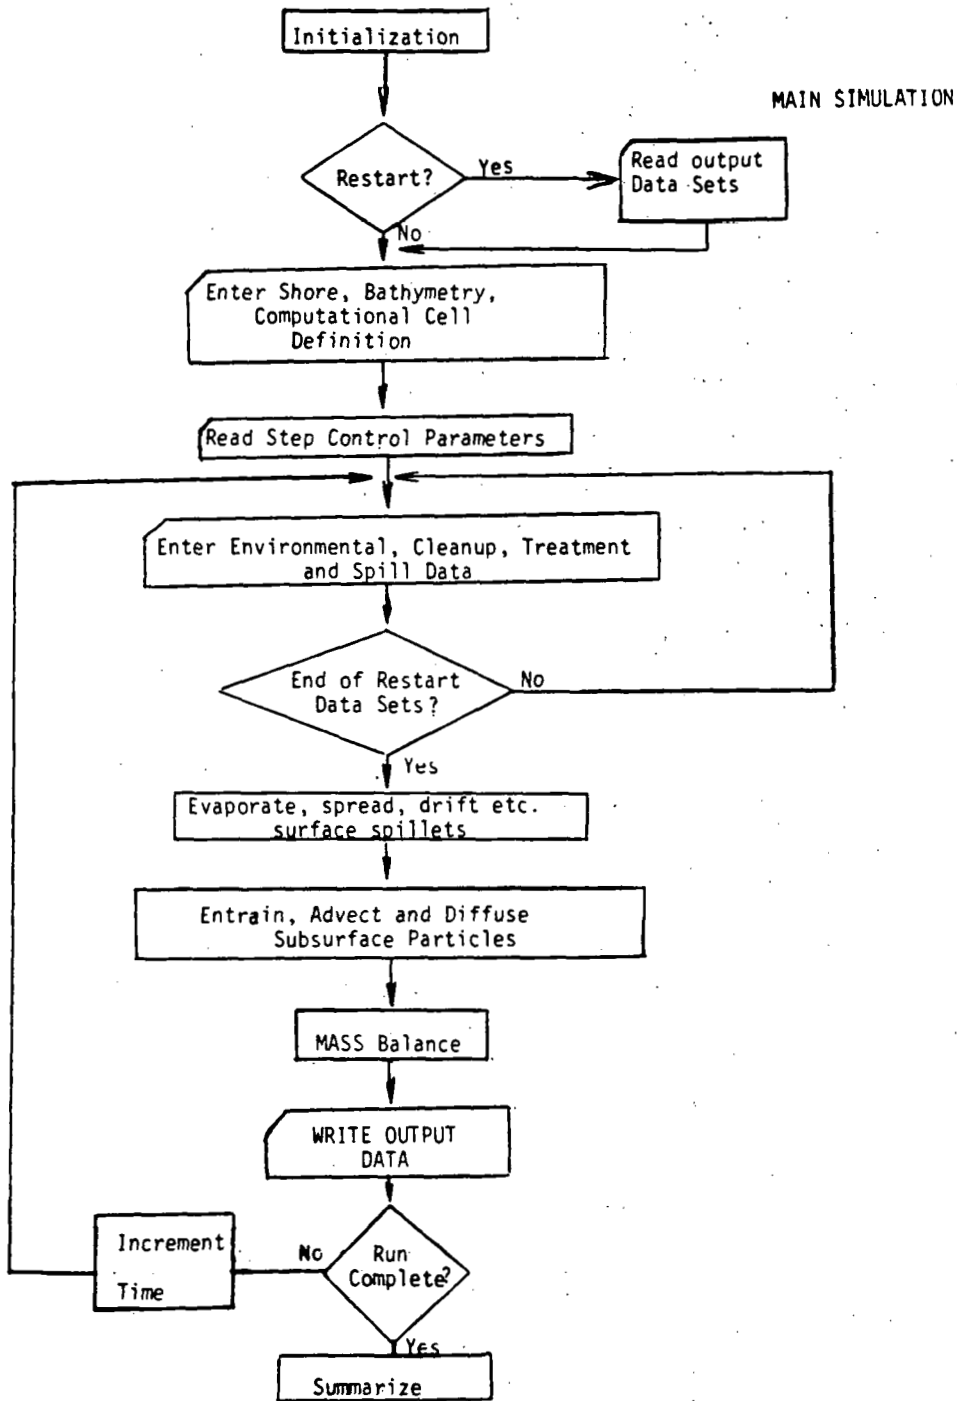 Initialization
MAIN SIMULATION
Restart?
Yes
Read output
Data Sets
No
Enter Shore, Bathymetry,
Computational Cell
Definition
Read Step Control Parameters
Enter Environmental, Cleanup, Treatment
and Spill Data
End of Restart
Data Sets?
No
Yes
Evaporate, spread, drift etc.
surface spillets
Entrain, Advect and Diffuse
Subsurface Particles
MASS Balance
WRITE OUTPUT
DATA
Increment
Time
No
Run
Complete?
Yes
Summarize